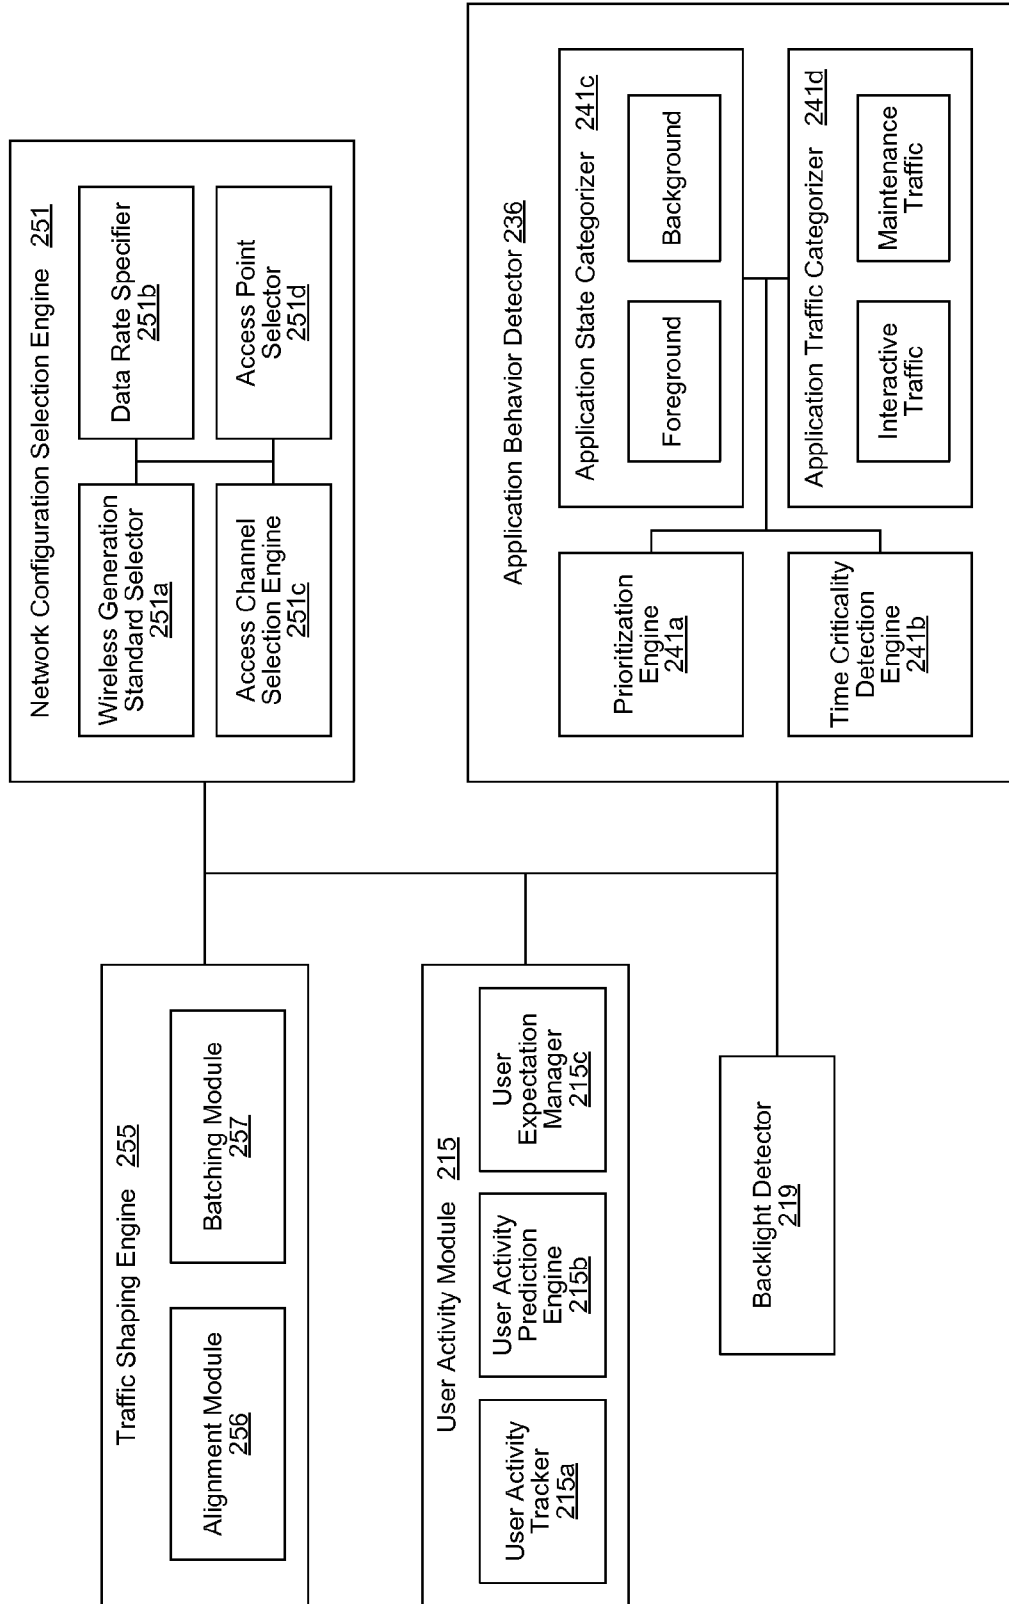 Traffic Shaping Engine 255
Alignment Module
256
Batching Module
257
Network Configuration Selection Engine 251
Wireless Generation
Standard Selector
251a
Data Rate Specifier
251b
Access Channel
Selection Engine
251c
Access Point
Selector
251d
User Activity Module 215
User Activity
Tracker
215a
User Activity
Prediction
Engine
215b
User
Expectation
Manager
215c
Application Behavior Detector 236
Prioritization
Engine
241a
Application State Categorizer 241c
Foreground
Background
Time Criticality
Detection
Engine
241b
Application Traffic Categorizer 241d
Interactive
Traffic
Maintenance
Traffic
Backlight Detector
219